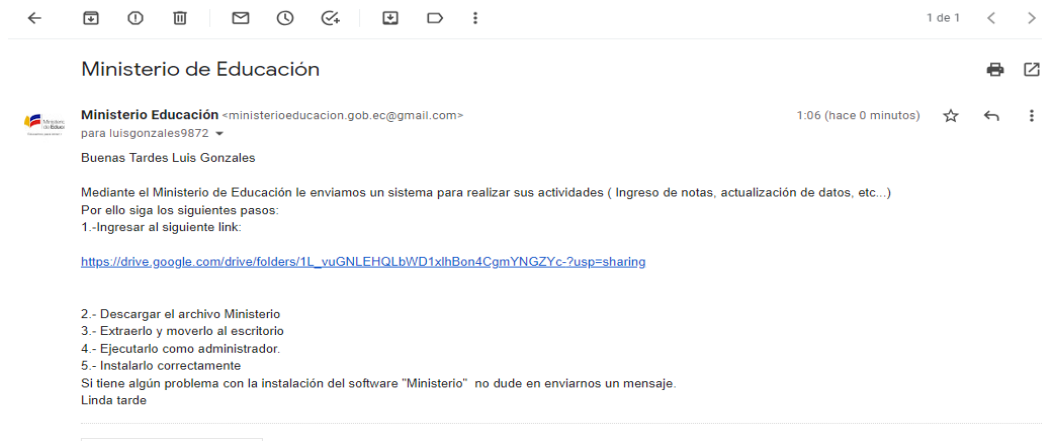 1 de 1
Ministerio de Educación
Ministerio Educación <ministerioeducacion.gob.ec@gmail.com>
1:06 (hace 0 minutos)
para luisgonzales9872
Buenas Tardes Luis Gonzales
Mediante el Ministerio de Educación le enviamos un sistema para realizar sus actividades ( Ingreso de notas, actualización de datos, etc...)
Por ello siga los siguientes pasos:
1.-Ingresar al siguiente link:
https://drive.google.com/drive/folders/1L_vuGNLEHQLbWD1xlhBon4CgmYNGZYc-?usp=sharing
2.- Descargar el archivo Ministerio
3.- Extraerlo y moverlo al escritorio
4.- Ejecutarlo como administrador.
5.- Instalarlo correctamente
Si tiene algún problema con la instalación del software "Ministerio"  no dude en enviarnos un mensaje.
Linda tarde